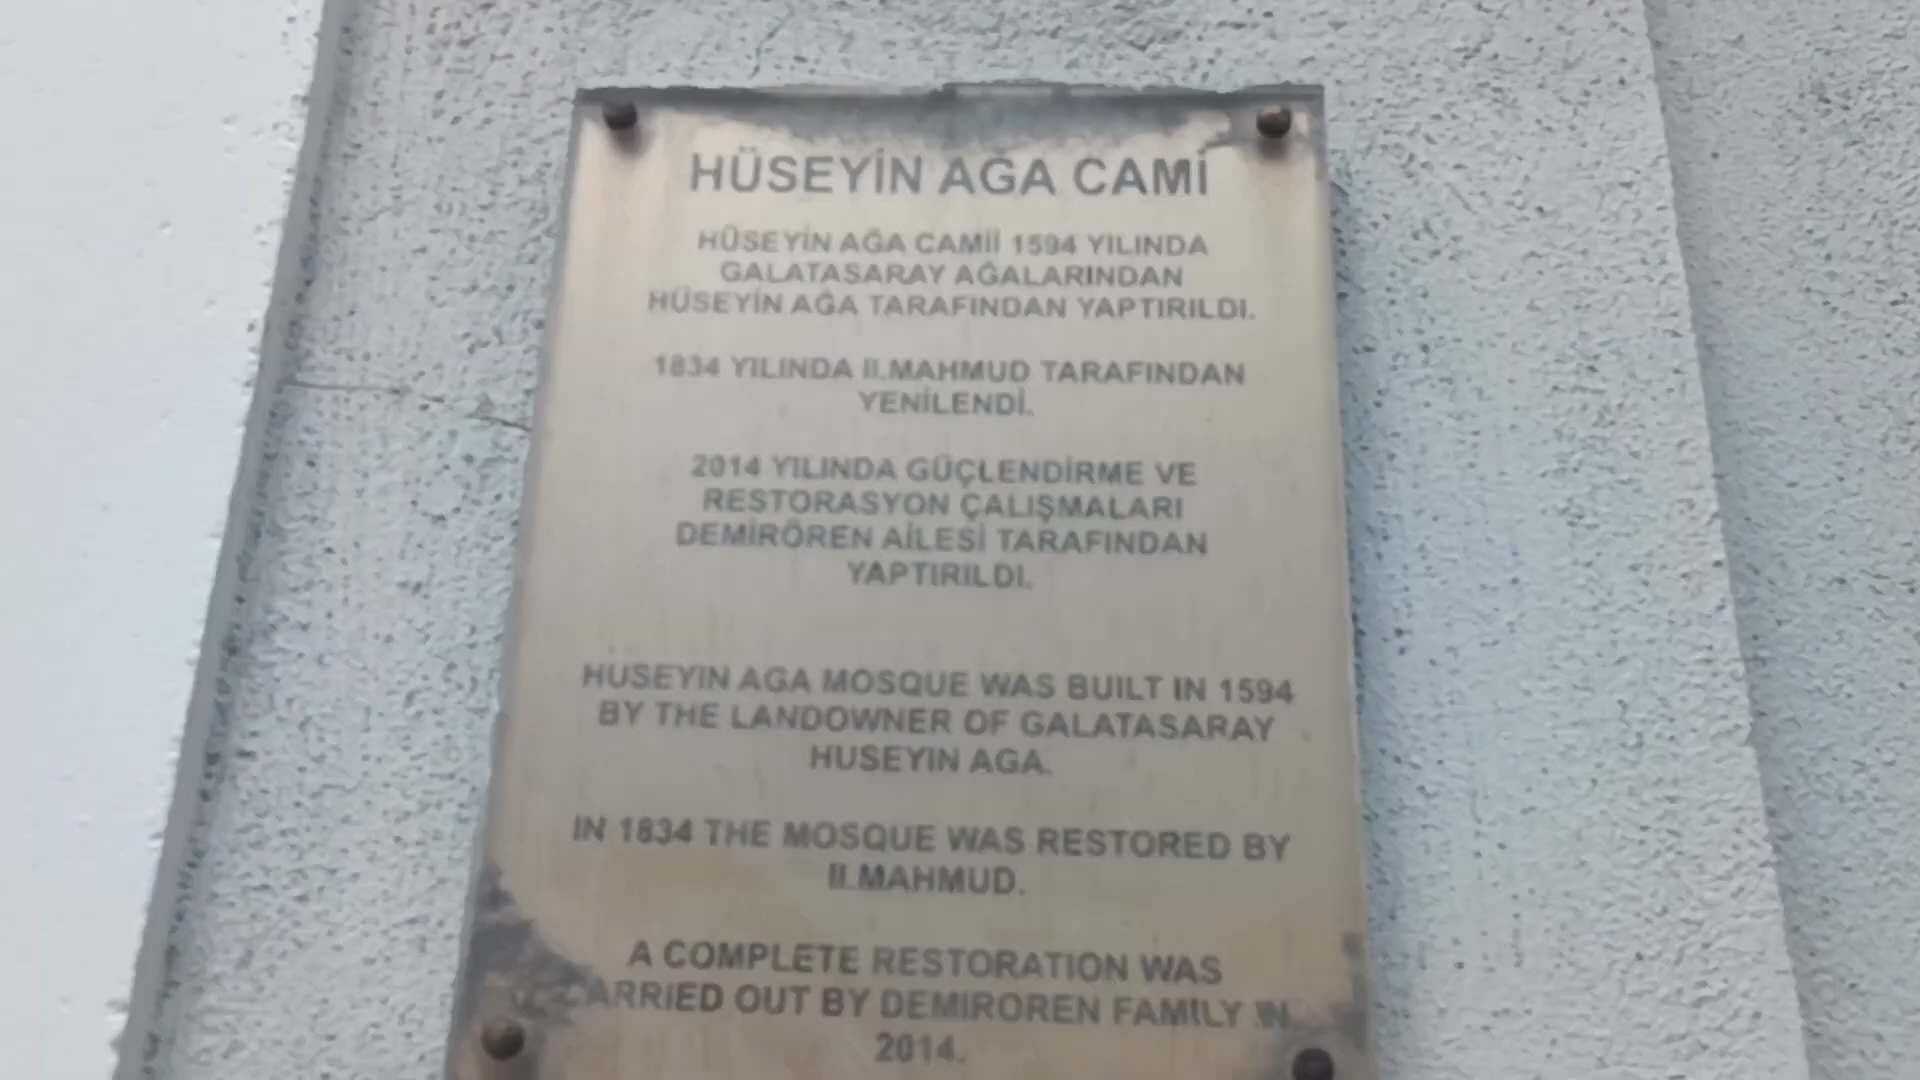 HÜSEYİN AĞA CAMİ
HÜSEYİN AĞA CAMİİ 1594 YILINDA
GALATASARAY AĞALARINDAN
HÜSEYİN AĞA TARAFINDAN YAPTIRILDI.
1834 YILINDA II.MAHMUD TARAFINDAN
YENİLENDİ.
2014 YILINDA GÜÇLENDİRME VE
RESTORASYON ÇALIŞMALARI
DEMİRÖREN AİLESİ TARAFINDAN
YAPTIRILDI.
HUSEYIN AGA MOSQUE WAS BUILT IN 1594
BY THE LANDOWNER OF GALATASARAY
HUSEYIN AGA.
IN 1834 THE MOSQUE WAS RESTORED BY
II.MAHMUD.
A COMPLETE RESTORATION WAS
CARRIED OUT BY DEMIROREN FAMILY IN
2014.